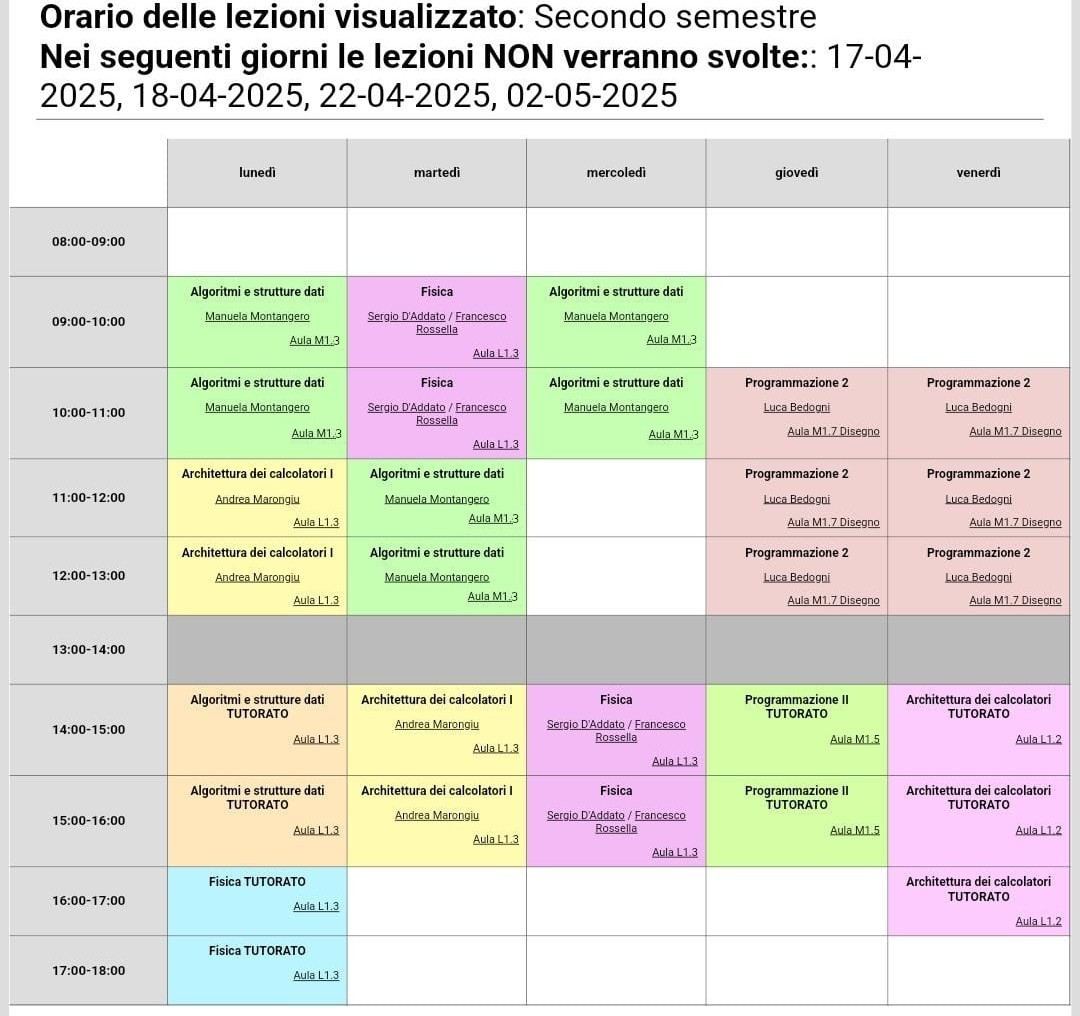 Orario delle lezioni visualizzato: Secondo semestre
Nei seguenti giorni le lezioni NON verranno svolte:: 17-04-
2025, 18-04-2025, 22-04-2025, 02-05-2025
lunedì martedì mercoledì giovedì venerdì
08:00-09:00
09:00-10:00
Algoritmi e strutture dati
Manuela Montangero
Aula M1.3
Fisica
Sergio D'Addato / Francesco
Rossella
Aula L1.3
Algoritmi e strutture dati
Manuela Montangero
Aula M1.3
10:00-11:00
Algoritmi e strutture dati
Manuela Montangero
Aula M1.3
Fisica
Sergio D'Addato / Francesco
Rossella
Aula L1.3
Algoritmi e strutture dati
Manuela Montangero
Aula M1.3
Programmazione 2
Luca Bedogni
Aula M1.7 Disegno
Programmazione 2
Luca Bedogni
Aula M1.7 Disegno
11:00-12:00
Architettura dei calcolatori I
Andrea Marongiu
Aula L1.3
Algoritmi e strutture dati
Manuela Montangero
Aula M1.3
Programmazione 2
Luca Bedogni
Aula M1.7 Disegno
Programmazione 2
Luca Bedogni
Aula M1.7 Disegno
12:00-13:00
Architettura dei calcolatori I
Andrea Marongiu
Aula L1.3
Algoritmi e strutture dati
Manuela Montangero
Aula M1.3
Programmazione 2
Luca Bedogni
Aula M1.7 Disegno
Programmazione 2
Luca Bedogni
Aula M1.7 Disegno
13:00-14:00
14:00-15:00
Algoritmi e strutture dati
TUTORATO
Aula L1.3
Architettura dei calcolatori I
Andrea Marongiu
Aula L1.3
Fisica
Sergio D'Addato / Francesco
Rossella
Aula L1.3
Programmazione II
TUTORATO
Aula M1.5
Architettura dei calcolatori
TUTORATO
Aula L1.2
15:00-16:00
Algoritmi e strutture dati
TUTORATO
Aula L1.3
Architettura dei calcolatori I
Andrea Marongiu
Aula L1.3
Fisica
Sergio D'Addato / Francesco
Rossella
Aula L1.3
Programmazione II
TUTORATO
Aula M1.5
Architettura dei calcolatori
TUTORATO
Aula L1.2
16:00-17:00
Fisica TUTORATO
Aula L1.3
Architettura dei calcolatori
TUTORATO
Aula L1.2
17:00-18:00
Fisica TUTORATO
Aula L1.3